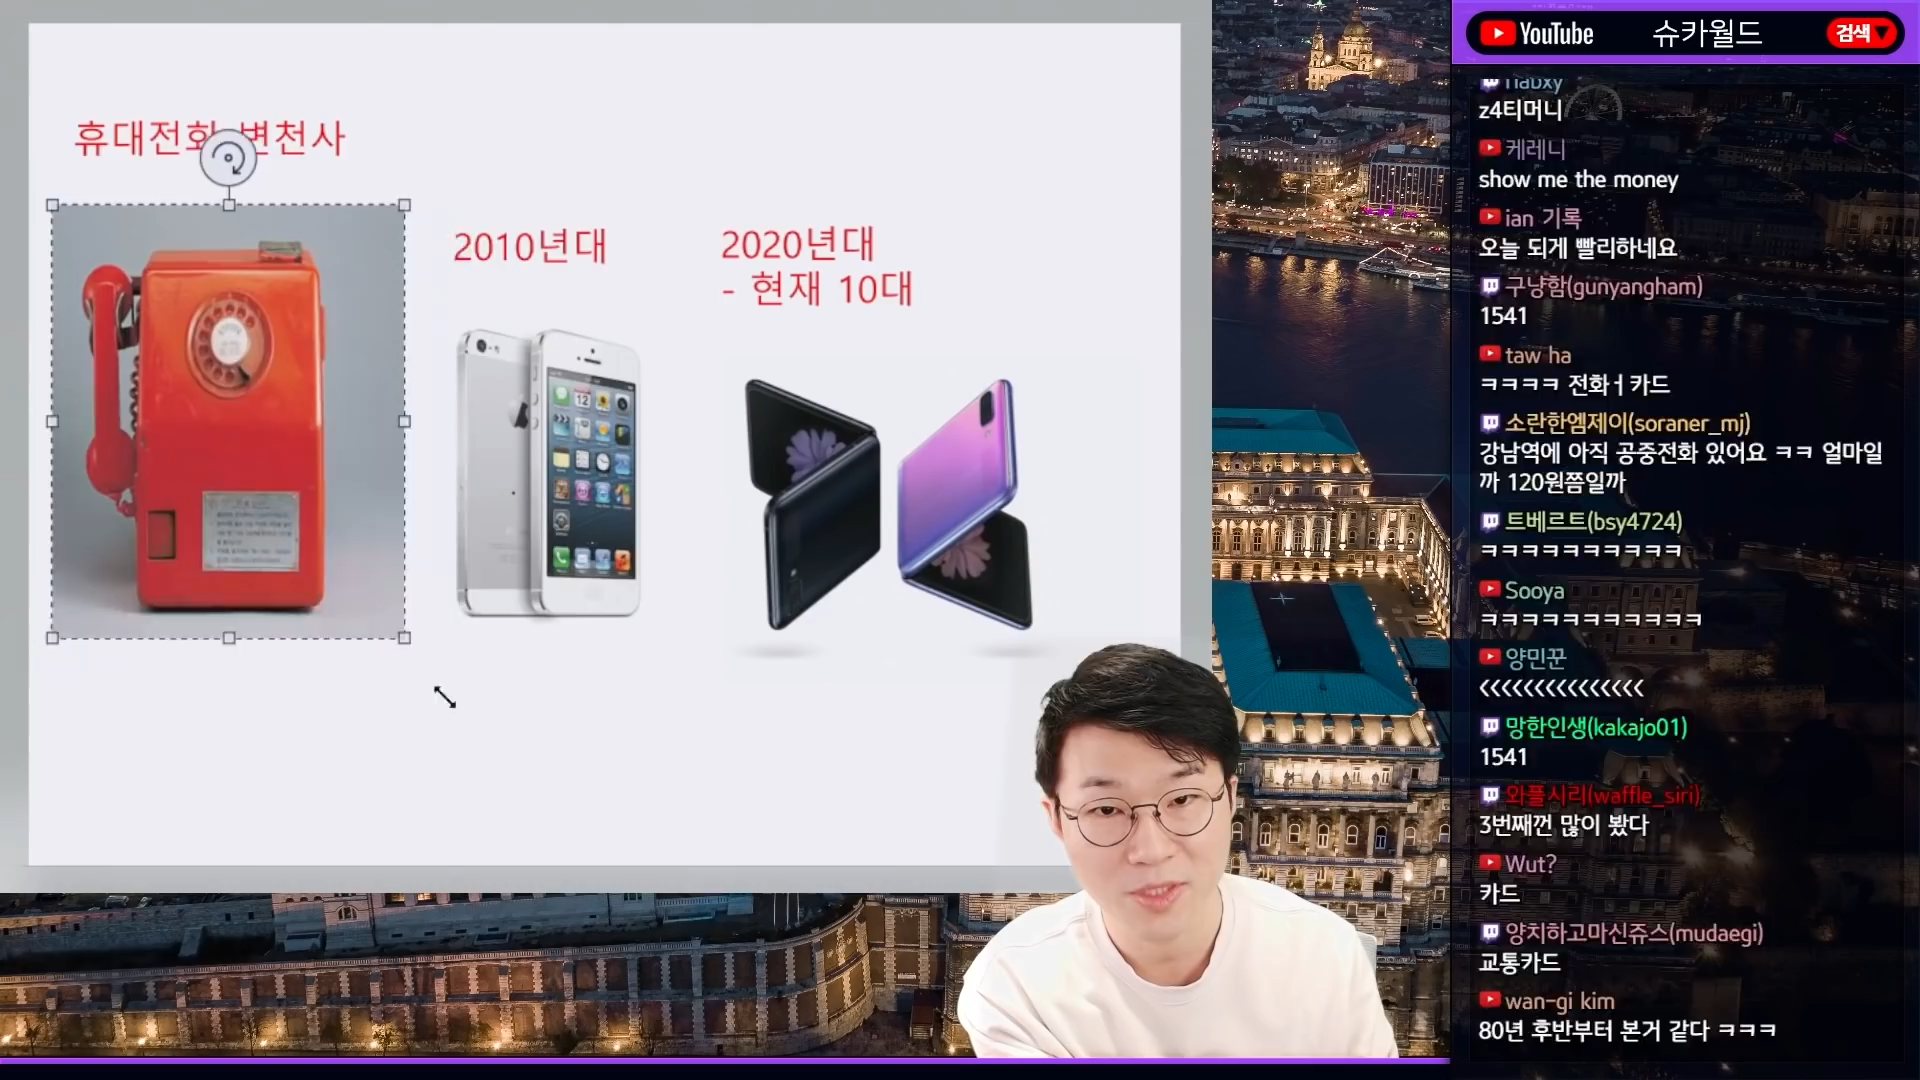 휴대전화 변천사
2010년대
2020년대
- 현재 10대
YouTube
슈카월드
검색▼
z4티머니
케레니
show me the money
ian 기록
오늘 되게 빨리하네요
구냥함(gunyangham)
1541
taw ha
ㅋㅋㅋㅋ 전화ㅓ카드
소란한엠제이(soraner_mj)
강남역에 아직 공중전화 있어요 ㅋㅋ 얼마일
까 120원쯤일까
트베르트(bsy4724)
ㅋㅋㅋㅋㅋㅋㅋㅋㅋㅋ
Sooya
ㅋㅋㅋㅋㅋㅋㅋㅋㅋㅋㅋ
양민꾼
<<<<<<<<<<<<<<<
망한인생(kakajo01)
1541
와플시리(waffle_siri)
3번째껀 많이 봤다
Wut?
카드
양치하고마신쥬스(mudaegi)
교통카드
wan-gi kim
80년 후반부터 본거 같다 ㅋㅋㅋ